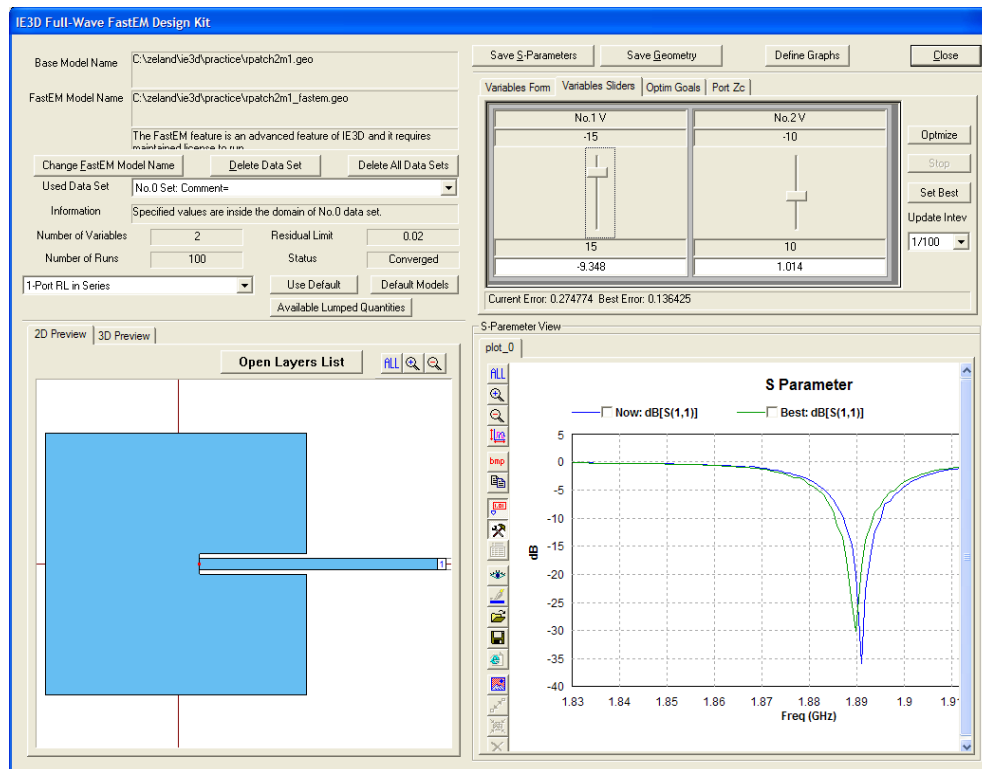 IE3D Full-Wave FastEM Design Kit
Base Model Name
C:\zeland\ie3d\practice\rpatch2m1.geo
FastEM Model Name
C:\zeland\ie3d\practice\rpatch2m1_fastem.geo
The FastEM feature is an advanced feature of IE3D and it requires
maintained license to run
Change FastEM Model Name
Delete Data Set
Delete All Data Sets
Used Data Set
No.0 Set: Comment=
Information
Specified values are inside the domain of No.0 data set.
Number of Variables
2
Residual Limit
0.02
Number of Runs
100
Status
Converged
1-Port RL in Series
Use Default
Default Models
Available Lumped Quantities
2D Preview
3D Preview
Open Layers List
ALL
1
Save S-Parameters
Save Geometry
Define Graphs
Close
Variables Form
Variables Sliders
Optim Goals
Port Zc
No.1 V
No.2 V
-15
-10
15
10
-9.348
1.014
Optmize
Stop
Set Best
Update Intev
1/100
Current Error: 0.274774 Best Error: 0.136425
S-Paremeter View
plot_0
ALL
bmp
S Parameter
Now: dB[S(1,1)]
Best: dB[S(1,1)]
5
0
-5
-10
-15
-20
-25
-30
-35
-40
dB
1.83 1.84 1.85 1.86 1.87 1.88 1.89 1.9 1.91
Freq (GHz)